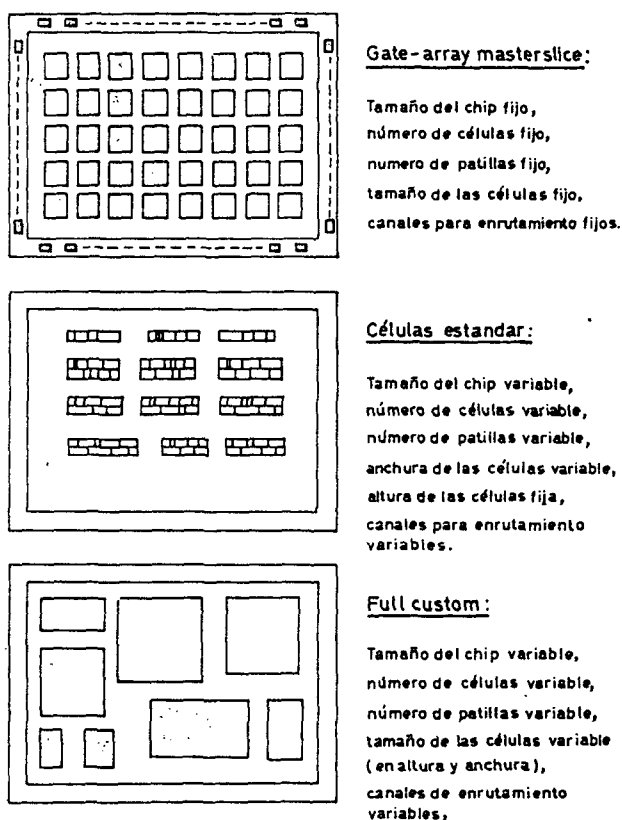 Gate-array masterslice:
Tamaño del chip fijo,
número de células fijo,
numero de patillas fijo,
tamaño de las células fijo,
canales para enrutamiento fijos.
Células estandar:
Tamaño del chip variable,
número de células variable,
número de patillas variable,
anchura de las células variable,
altura de las células fija,
canales para enrutamiento
variables.
Full custom:
Tamaño del chip variable,
número de células variable,
número de patillas variable,
tamaño de las células variable
(en altura y anchura),
canales de enrutamiento
variables,